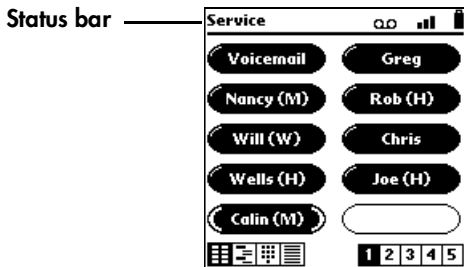 Status bar
Service
Voicemail Greg
Nancy (M) Rob (H)
Will (W) Chris
Wells (H) Joe (H)
Calin (M)
1 2 3 4 5